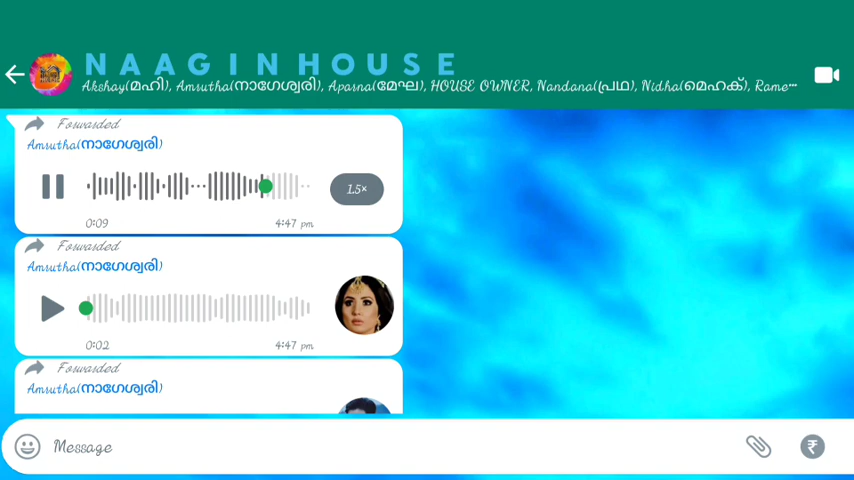 NAAGIN HOUSE
Akshay(മഹി), Amrutha(നാഗേശ്വരി), Aparna(മേഘ), HOUSE OWNER, Nandana(പ്രഥ), Nidha(മെഹക്), Rame...
Forwarded
Amrutha(നാഗേശ്വരി)
1.5×
0:09 4:47 pm
Forwarded
Amrutha(നാഗേശ്വരി)
0:02 4:47 pm
Forwarded
Amrutha(നാഗേശ്വരി)
Message
₹